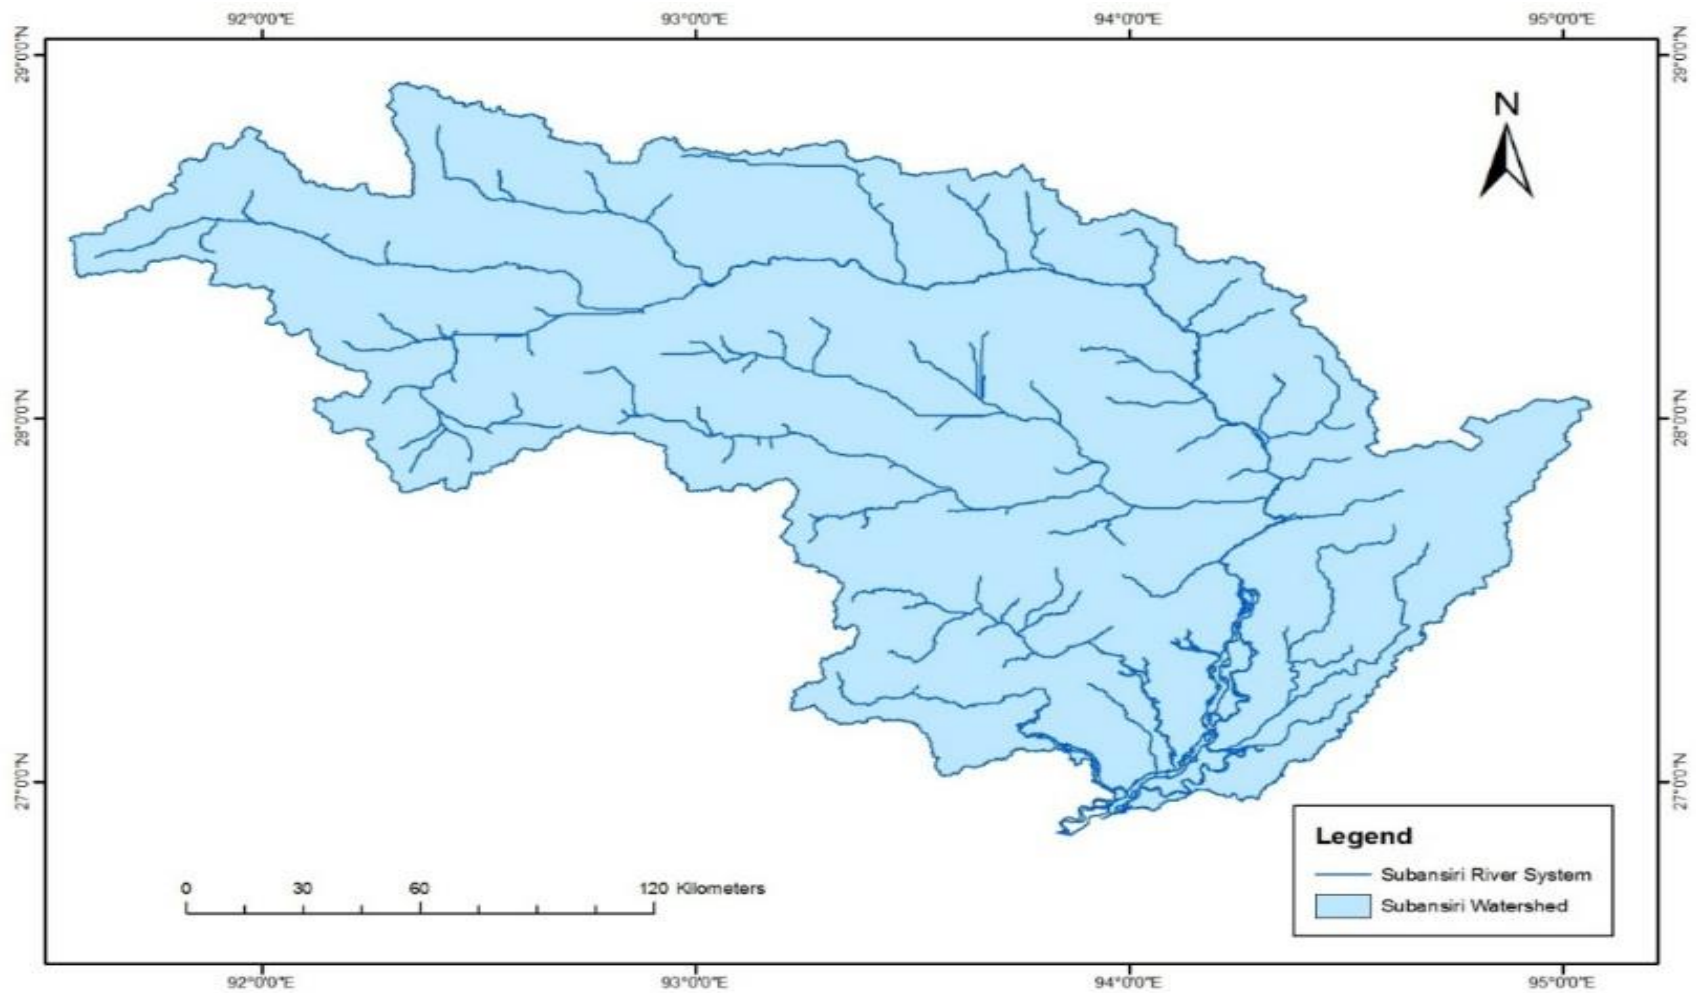 92°0'0"E 93°0'0"E 94°0'0"E 95°0'0"E
29°0'0"N 29°0'0"N
N
28°0'0"N 28°0'0"N
27°0'0"N 27°0'0"N
Legend
Subansiri River System
Subansiri Watershed
0 30 60 120 Kilometers
92°0'0"E 93°0'0"E 94°0'0"E 95°0'0"E